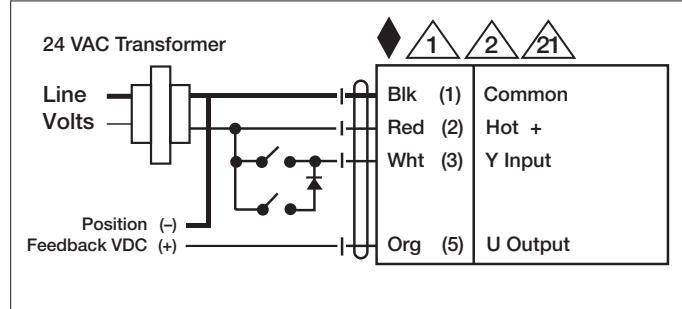 24 VAC Transformer
1 2 21
Line
Volts
Blk (1) Common
Red (2) Hot +
Wht (3) Y Input
Position (–)
Feedback VDC (+)
Org (5) U Output